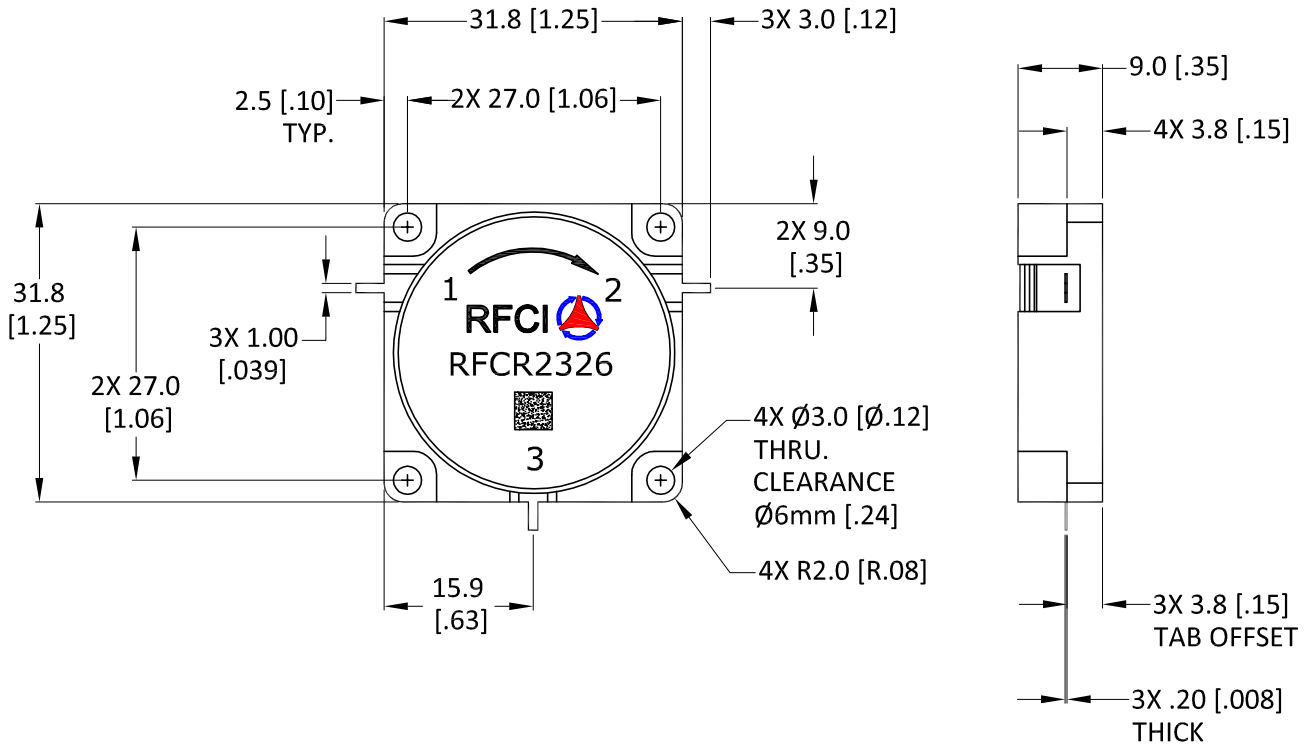 31.8 [1.25]
3X 3.0 [.12]
9.0 [.35]
2.5 [.10]
TYP.
2X 27.0 [1.06]
4X 3.8 [.15]
2X 9.0
[.35]
31.8
[1.25]
3X 1.00
[.039]
2X 27.0
[1.06]
1
2
RFCI
RFCR2326
3
4X Ø3.0 [Ø.12]
THRU.
CLEARANCE
Ø6mm [.24]
4X R2.0 [R.08]
15.9
[.63]
3X 3.8 [.15]
TAB OFFSET
3X .20 [.008]
THICK